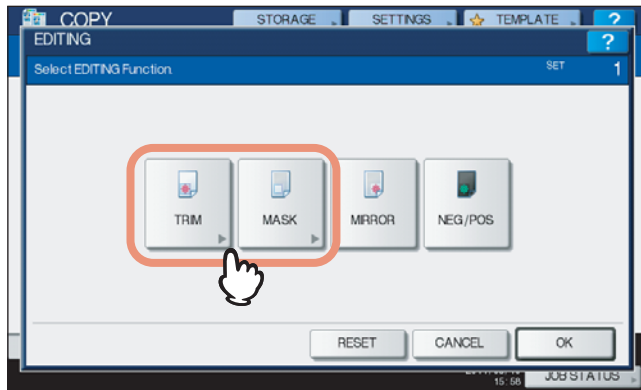 COPY STORAGE SETTINGS TEMPLATE ?
EDITING ?
Select EDITING Function. SET 1
TRIM MASK MIRROR NEG/POS
RESET CANCEL OK
15:58 JOB STATUS